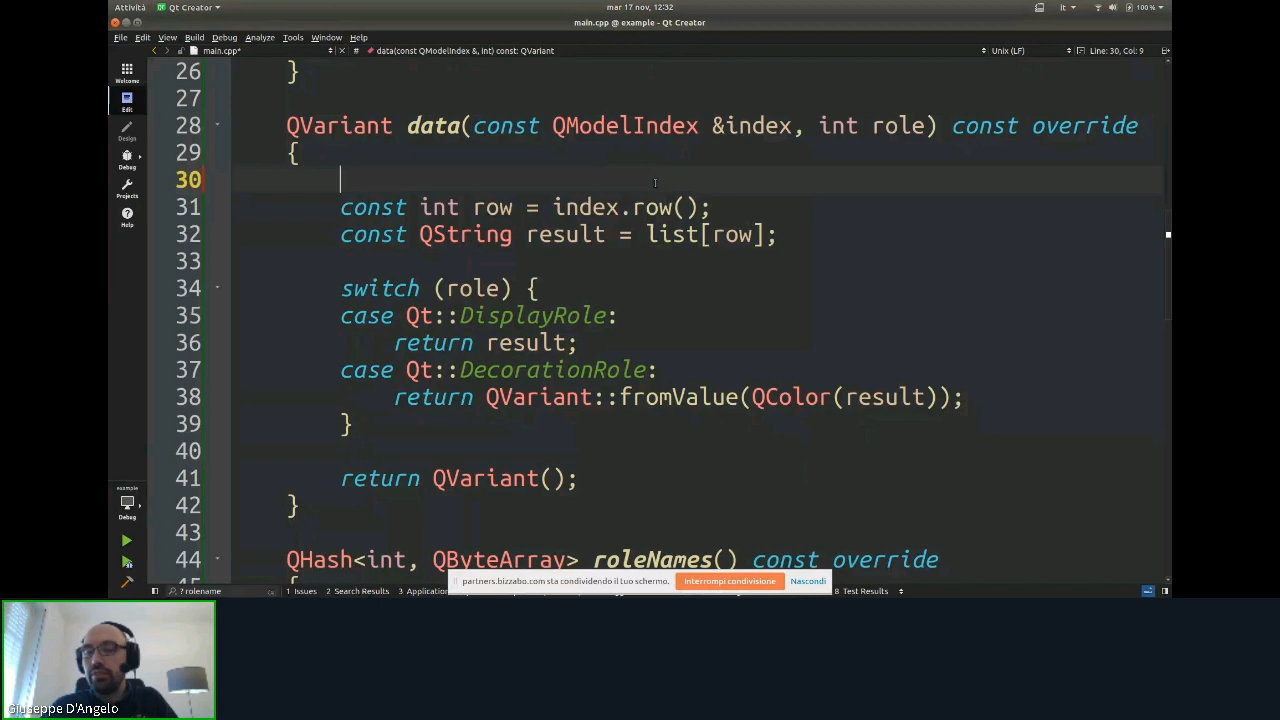 Attività Qt Creator mar 17 nov, 12:32 it 100 %
main.cpp @ example - Qt Creator
File Edit View Build Debug Analyze Tools Window Help
main.cpp* # data(const QModelIndex &, int) const: QVariant Unix (LF) Line: 30, Col: 9
Welcome
Edit
Design
Debug
Projects
Help
example
Debug
26 }
27
28 QVariant data(const QModelIndex &index, int role) const override
29 {
30
31 const int row = index.row();
32 const QString result = list[row];
33
34 switch (role) {
35 case Qt::DisplayRole:
36 return result;
37 case Qt::DecorationRole:
38 return QVariant::fromValue(QColor(result));
39 }
40
41 return QVariant();
42 }
43
44 QHash<int, QByteArray> roleNames() const override
partners.bizzabo.com sta condividendo il tuo schermo. Interrompi condivisione Nascondi
? rolename 1 Issues 2 Search Results 3 Application 8 Test Results
Giuseppe D'Angelo